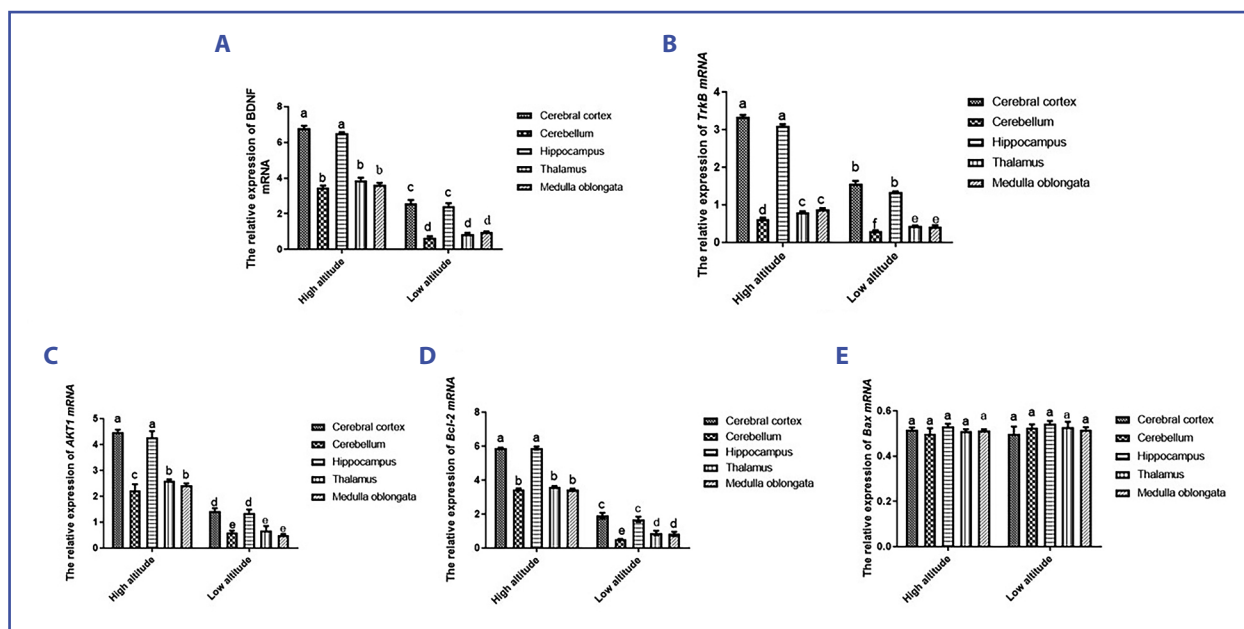 A
The relative expression of BDNF
mRNA
8
6
4
2
0
a
b
a
b
b
c
d
c
d
d
High altitude
Low altitude
Cerebral cortex
Cerebellum
Hippocampus
Thalamus
Medulla oblongata
B
The relative expression of TrkB mRNA
4
3
2
1
0
a
d
a
c
c
b
f
b
e
e
High altitude
Low altitude
Cerebral cortex
Cerebellum
Hippocampus
Thalamus
Medulla oblongata
C
The relative expression of AKT1 mRNA
5
4
3
2
1
0
a
c
a
b
b
d
e
d
e
e
High altitude
Low altitude
Cerebral cortex
Cerebellum
Hippocampus
Thalamus
Medulla oblongata
D
The relative expression of Bcl-2 mRNA
8
6
4
2
0
a
b
a
b
b
c
e
c
d
d
High altitude
Low altitude
Cerebral cortex
Cerebellum
Hippocampus
Thalamus
Medulla oblongata
E
The relative expression of Bax mRNA
0.6
0.4
0.2
0.0
a
a
a
a
a
a
a
a
a
a
High altitude
Low altitude
Cerebral cortex
Cerebellum
Hippocampus
Thalamus
Medulla oblongata